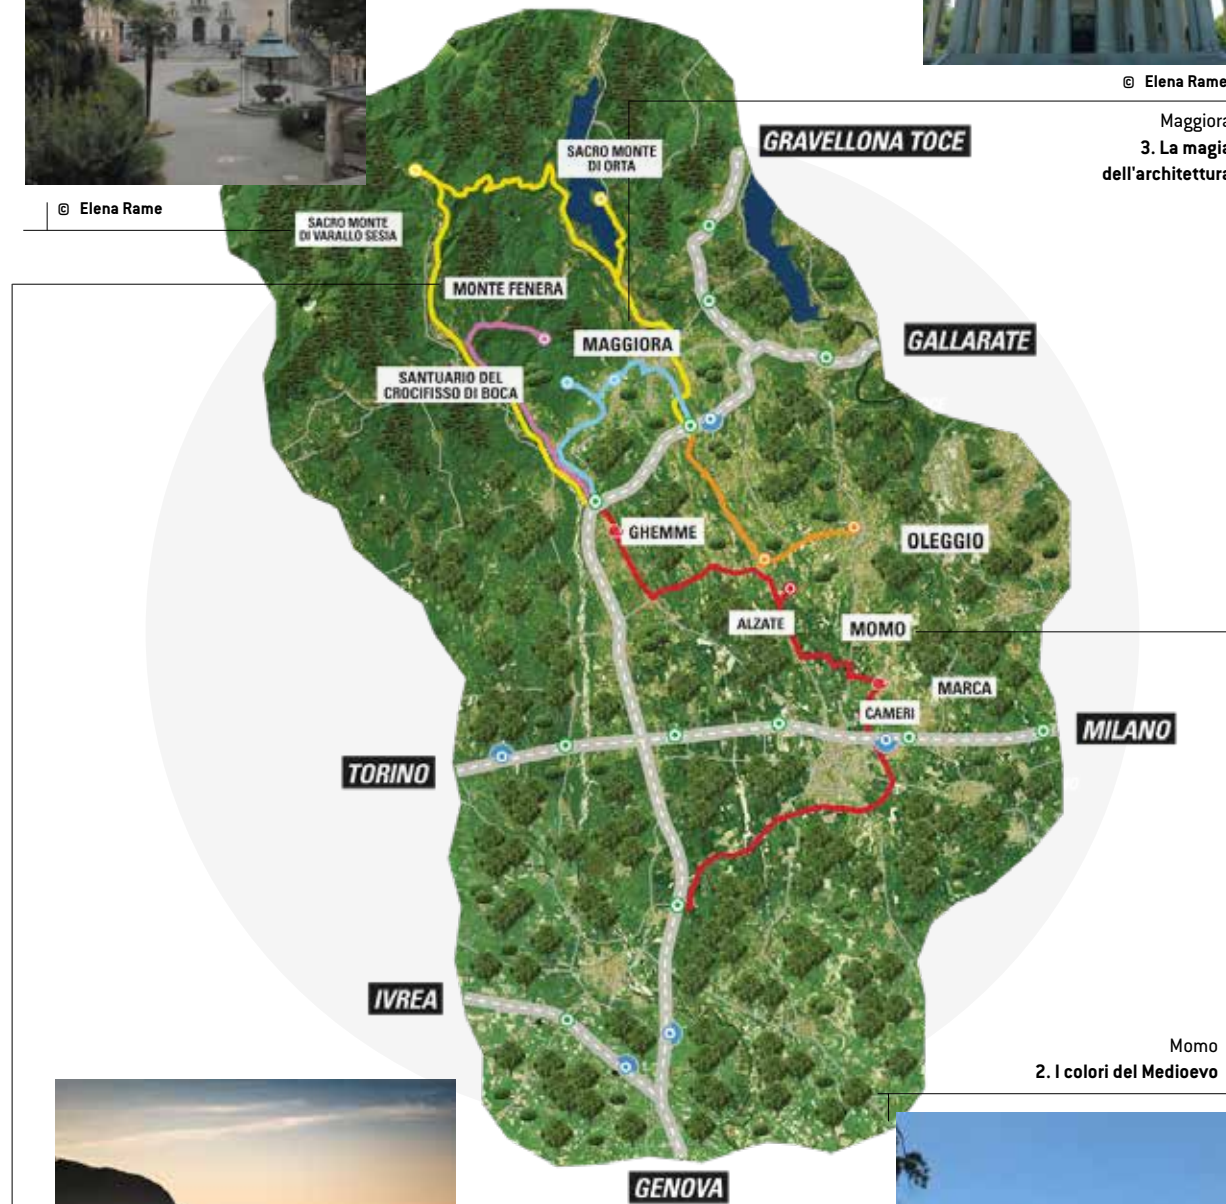 © Elena Rame
Maggiora
3. La magia
dell'architettura
© Elena Rame
GRAVELLONA TOCE
SACRO MONTE
DI ORTA
SACRO MONTE
DI VARALLO SESIA
MONTE FENERA
MAGGIORA
GALLARATE
SANTUARIO DEL
CROCIFISSO DI BOCA
GHEMME
OLEGGIO
ALZATE
MOMO
MARCA
CAMERI
MILANO
TORINO
IVREA
Momo
2. I colori del Medioevo
GENOVA